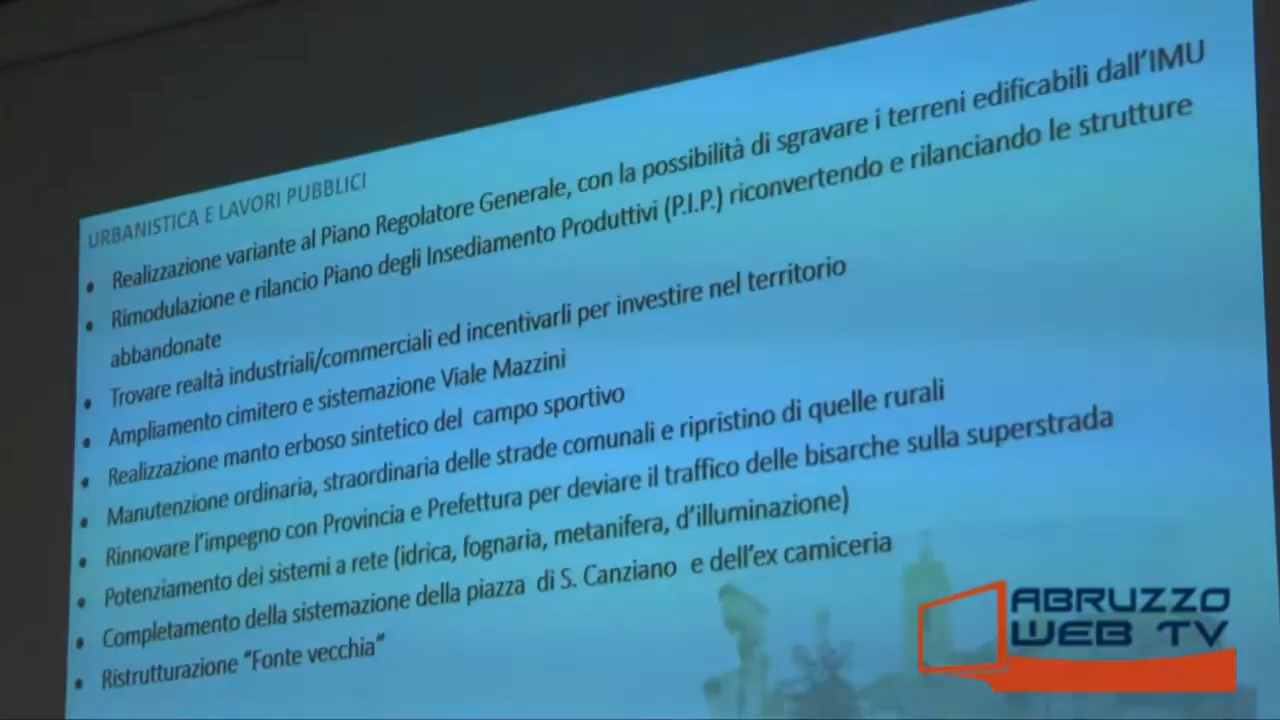 URBANISTICA E LAVORI PUBBLICI
• Realizzazione variante al Piano Regolatore Generale, con la possibilità di sgravare i terreni edificabili dall'IMU
• Rimodulazione e rilancio Piano degli Insediamento Produttivi (P.I.P.) riconvertendo e rilanciando le strutture
abbandonate
• Trovare realtà industriali/commerciali ed incentivarli per investire nel territorio
• Ampliamento cimitero e sistemazione Viale Mazzini
• Realizzazione manto erboso sintetico del campo sportivo
• Manutenzione ordinaria, straordinaria delle strade comunali e ripristino di quelle rurali
• Rinnovare l'impegno con Provincia e Prefettura per deviare il traffico delle bisarche sulla superstrada
• Potenziamento dei sistemi a rete (idrica, fognaria, metanifera, d'illuminazione)
• Completamento della sistemazione della piazza di S. Canziano e dell'ex camiceria
• Ristrutturazione "Fonte vecchia"
ABRUZZO
WEB TV